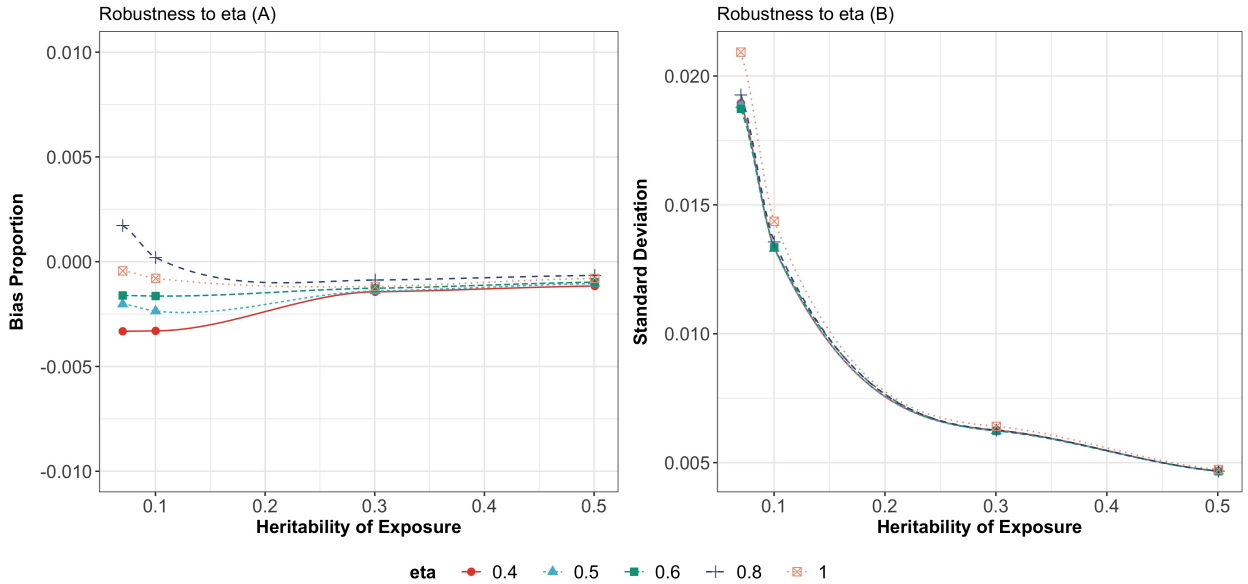 Robustness to eta (A)
Bias Proportion
0.010
0.005
0.000
-0.005
-0.010
0.1 0.2 0.3 0.4 0.5
Heritability of Exposure
Robustness to eta (B)
Standard Deviation
0.020
0.015
0.010
0.005
0.1 0.2 0.3 0.4 0.5
Heritability of Exposure
eta 0.4 0.5 0.6 0.8 1